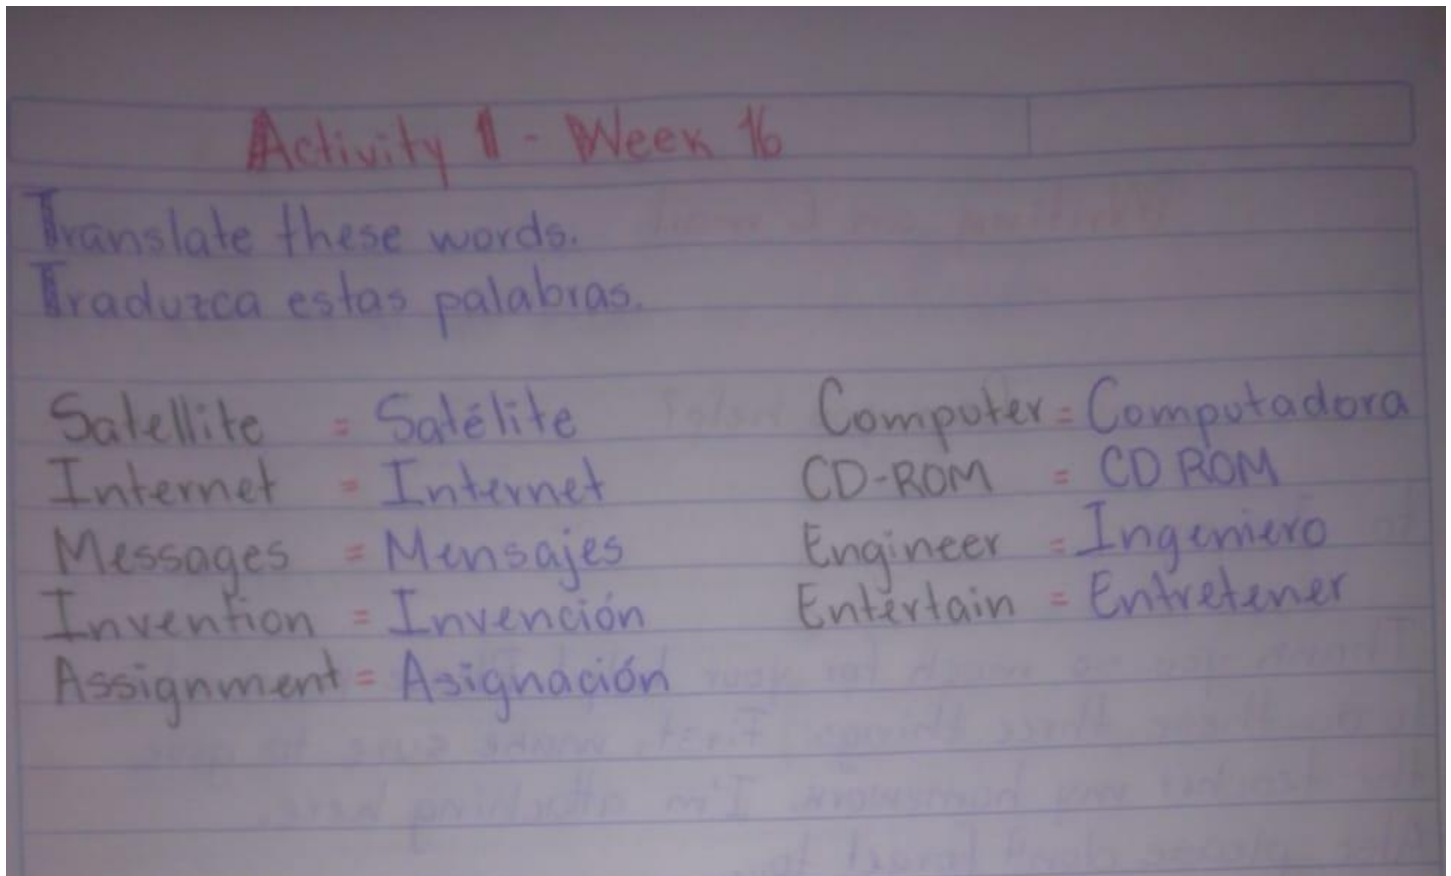 Activity 1 - Week 16
Translate these words.
Traduzca estas palabras.
Satellite = Satélite Computer = Computadora
Internet = Internet CD-ROM = CD ROM
Messages = Mensajes Engineer = Ingeniero
Invention = Invención Entertain = Entretener
Assignment = Asignación